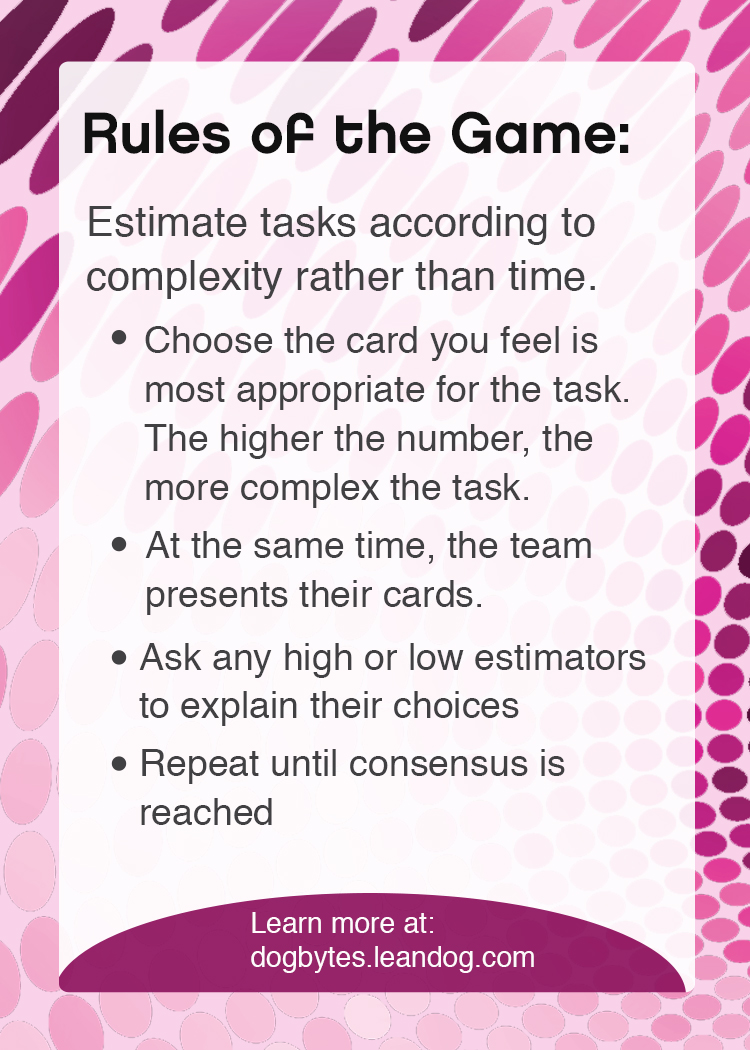 Rules of the Game:
Estimate tasks according to
complexity rather than time.
• Choose the card you feel is
most appropriate for the task.
The higher the number, the
more complex the task.
• At the same time, the team
presents their cards.
• Ask any high or low estimators
to explain their choices
• Repeat until consensus is
reached
Learn more at:
dogbytes.leandog.com